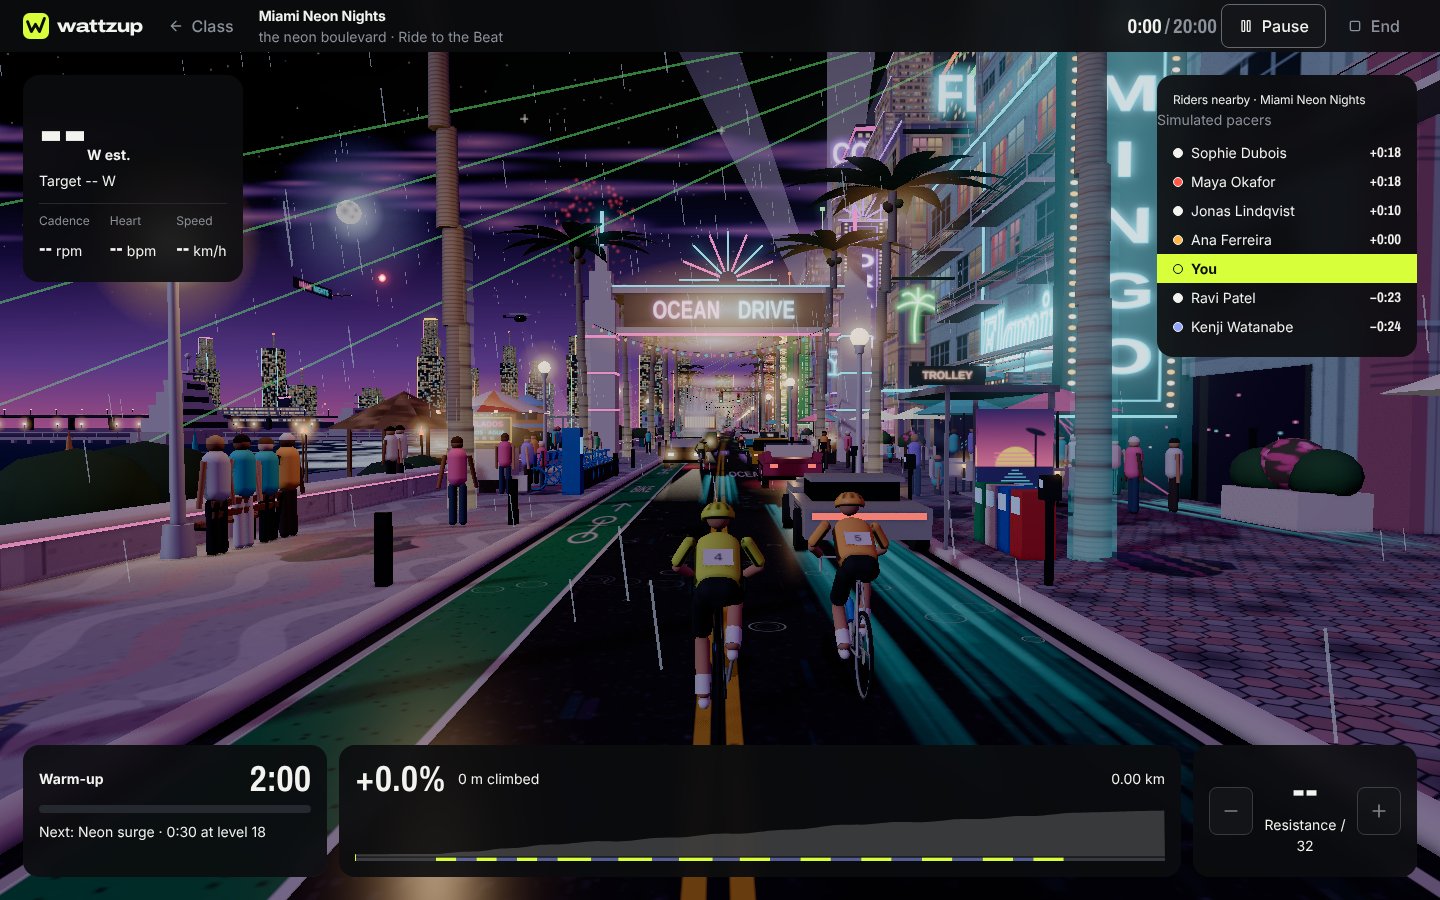 wattzup
Class
Miami Neon Nights
the neon boulevard · Ride to the Beat
0:00 / 20:00
Pause
End
-- W est.
Target -- W
Cadence Heart Speed
-- rpm -- bpm -- km/h
Riders nearby · Miami Neon Nights
Simulated pacers
Sophie Dubois +0:18
Maya Okafor +0:18
Jonas Lindqvist +0:10
Ana Ferreira +0:00
You
Ravi Patel −0:23
Kenji Watanabe −0:24
OCEAN DRIVE
TROLLEY
BIKE
4
5
Warm-up 2:00
Next: Neon surge · 0:30 at level 18
+0.0% 0 m climbed 0.00 km
--
Resistance /
32